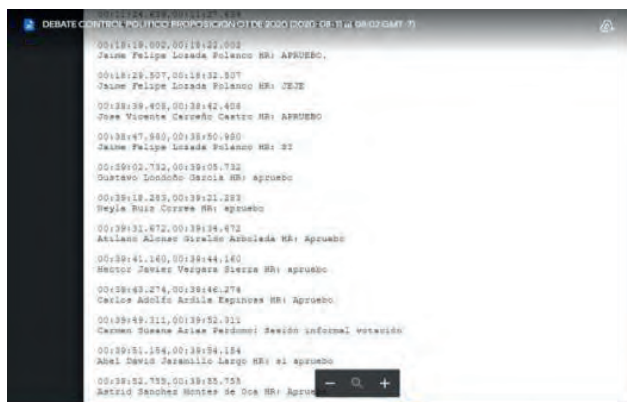 DEBATE CONTROL POLITICO PROPOSICION 01 DE 2020 (2020-08-11 at 08:02 GMT-7)
00:18:19.002,00:18:22.002
Jaime Felipe Lozada Polanco HR: APRUEBO.
00:18:29.507,00:18:32.507
Jaime Felipe Lozada Polanco HR: JEJE
00:38:39.408,00:38:42.408
Jose Vicente Carreño Castro HR: APRUEBO
00:38:47.980,00:38:50.980
Jaime Felipe Lozada Polanco HR: SI
00:39:02.732,00:39:05.732
Gustavo Londoño García HR: apruebo
00:39:18.283,00:39:21.283
Neyla Ruiz Correa HR: apruebo
00:39:31.672,00:39:34.672
Atilano Alonso Giraldo Arboleda HR: Apruebo
00:39:41.160,00:39:44.160
Hector Javier Vergara Sierra HR: apruebo
00:39:43.274,00:39:46.274
Carlos Adolfo Ardila Espinosa HR: Apruebo
00:39:49.311,00:39:52.311
Carmen Susana Arias Perdomo: Sesión informal votación
00:39:51.154,00:39:54.154
Abel David Jaramillo Largo HR: si apruebo
00:39:52.755,00:39:55.755
Astrid Sanchez Montes de Oca HR: Aprue